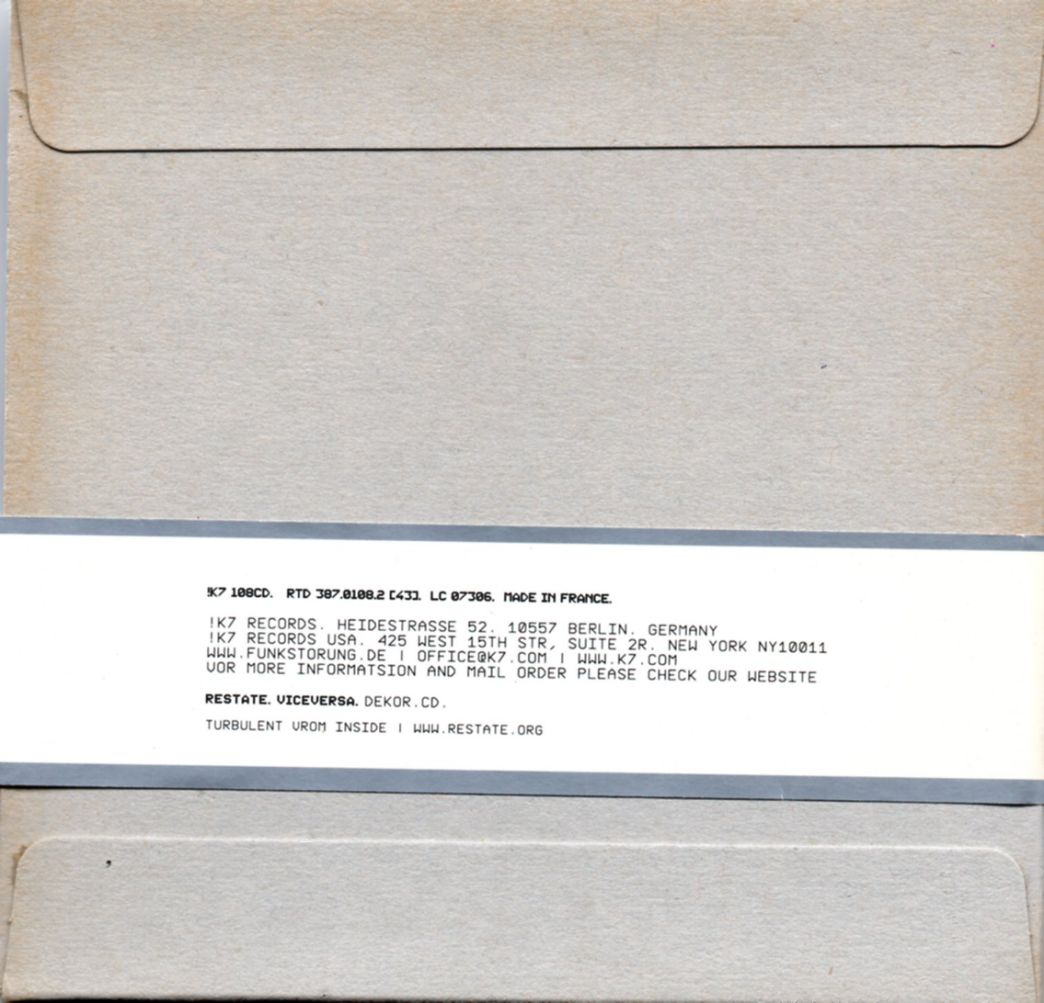 !K7 108CD. RTD 387.0108.2 [43]. LC 07306. MADE IN FRANCE.
!K7 RECORDS. HEIDESTRASSE 52. 10557 BERLIN. GERMANY
!K7 RECORDS USA. 425 WEST 15TH STR, SUITE 2R. NEW YORK NY10011
WWW.FUNKSTORUNG.DE | OFFICE@K7.COM | WWW.K7.COM
VOR MORE INFORMATSION AND MAIL ORDER PLEASE CHECK OUR WEBSITE
RESTATE. VICEVERSA. DEKOR.CD.
TURBULENT VROM INSIDE | WWW.RESTATE.ORG